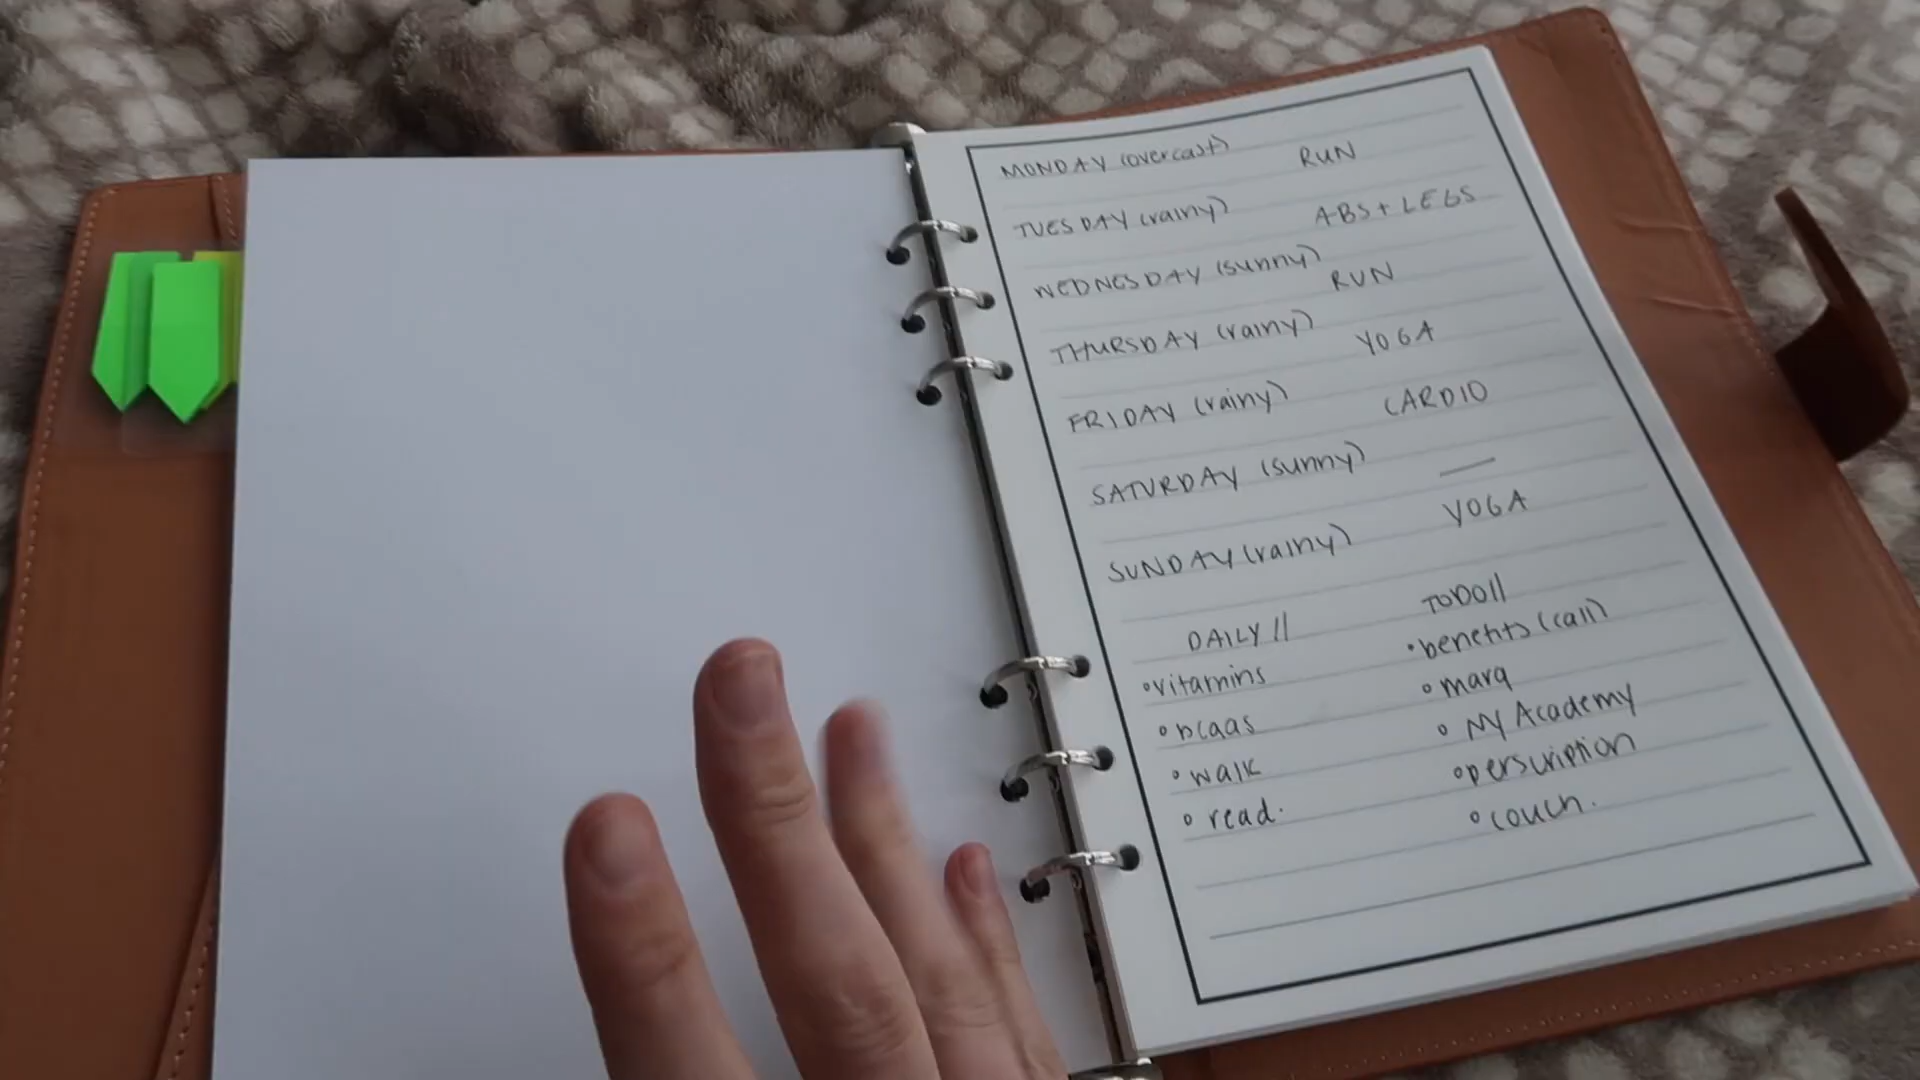 MONDAY (overcast) RUN
TUESDAY (rainy) ABS + LEGS
WEDNESDAY (sunny) RUN
THURSDAY (rainy) YOGA
FRIDAY (rainy) CARDIO
SATURDAY (sunny) —
SUNDAY (rainy) YOGA
DAILY //
• vitamins
• bcaas
• walk
• read.
TODO//
• benefits (call)
• marq
• NY Academy
• perscription
• couch.